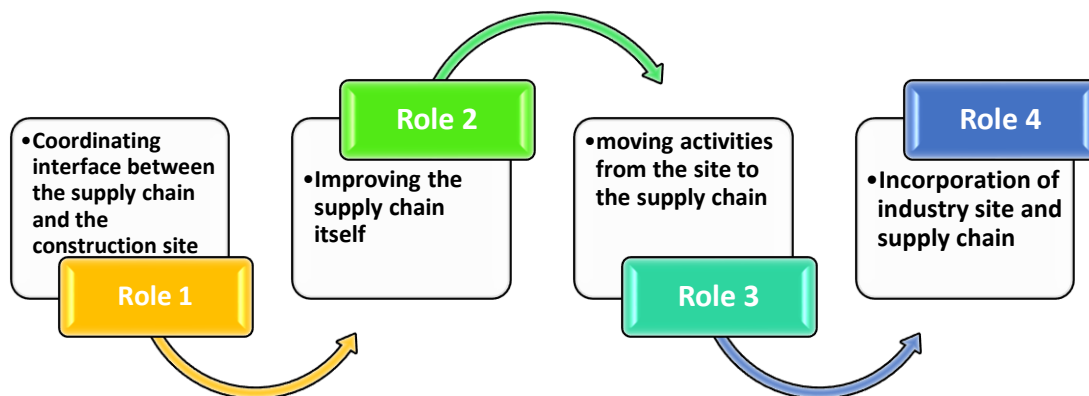 •Coordinating
interface between
the supply chain
and the
construction site
Role 1
Role 2
•Improving the
supply chain
itself
•moving activities
from the site to
the supply chain
Role 3
Role 4
•Incorporation of
industry site and
supply chain